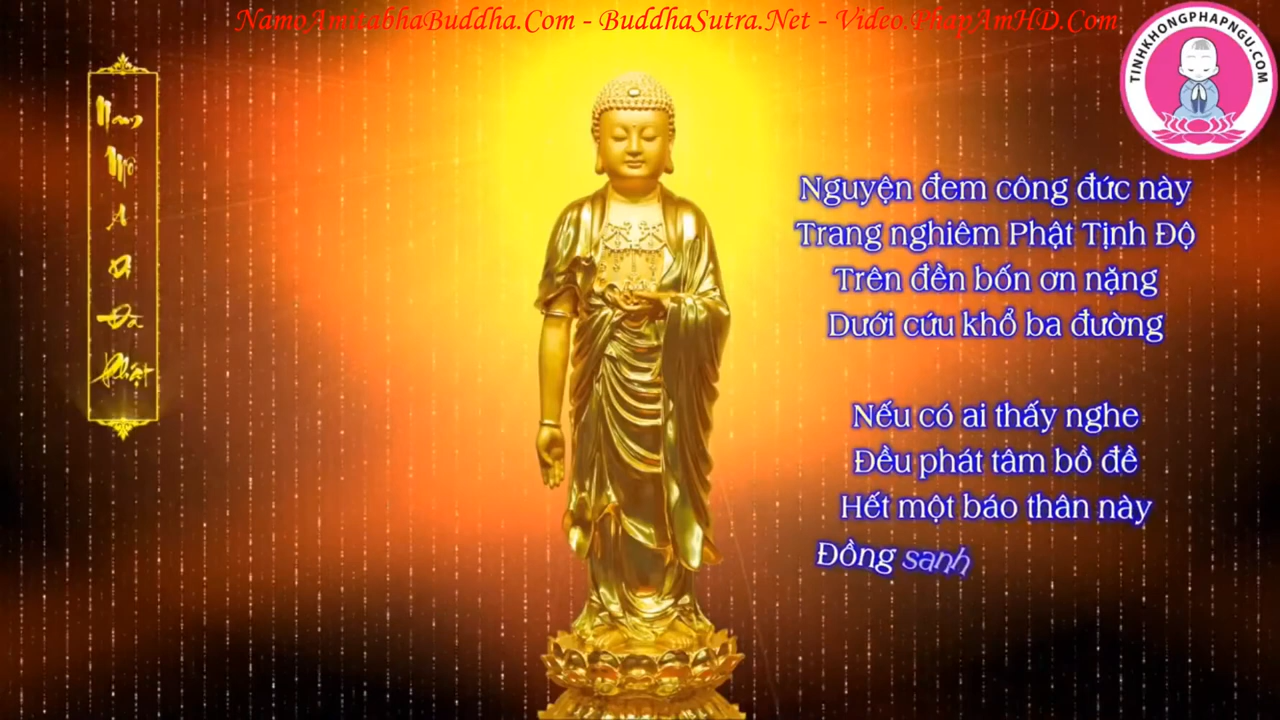 NamoAmitabhaBuddha.Com - BuddhaSutra.Net - Video.PhapAmHD.Com
TINHKHONGPHAPNGU.COM
Nam
Mô
A
Di
Đà
Phật
Nguyện đem công đức này
Trang nghiêm Phật Tịnh Độ
Trên đền bốn ơn nặng
Dưới cứu khổ ba đường
Nếu có ai thấy nghe
Đều phát tâm bồ đề
Hết một báo thân này
Đồng sanh